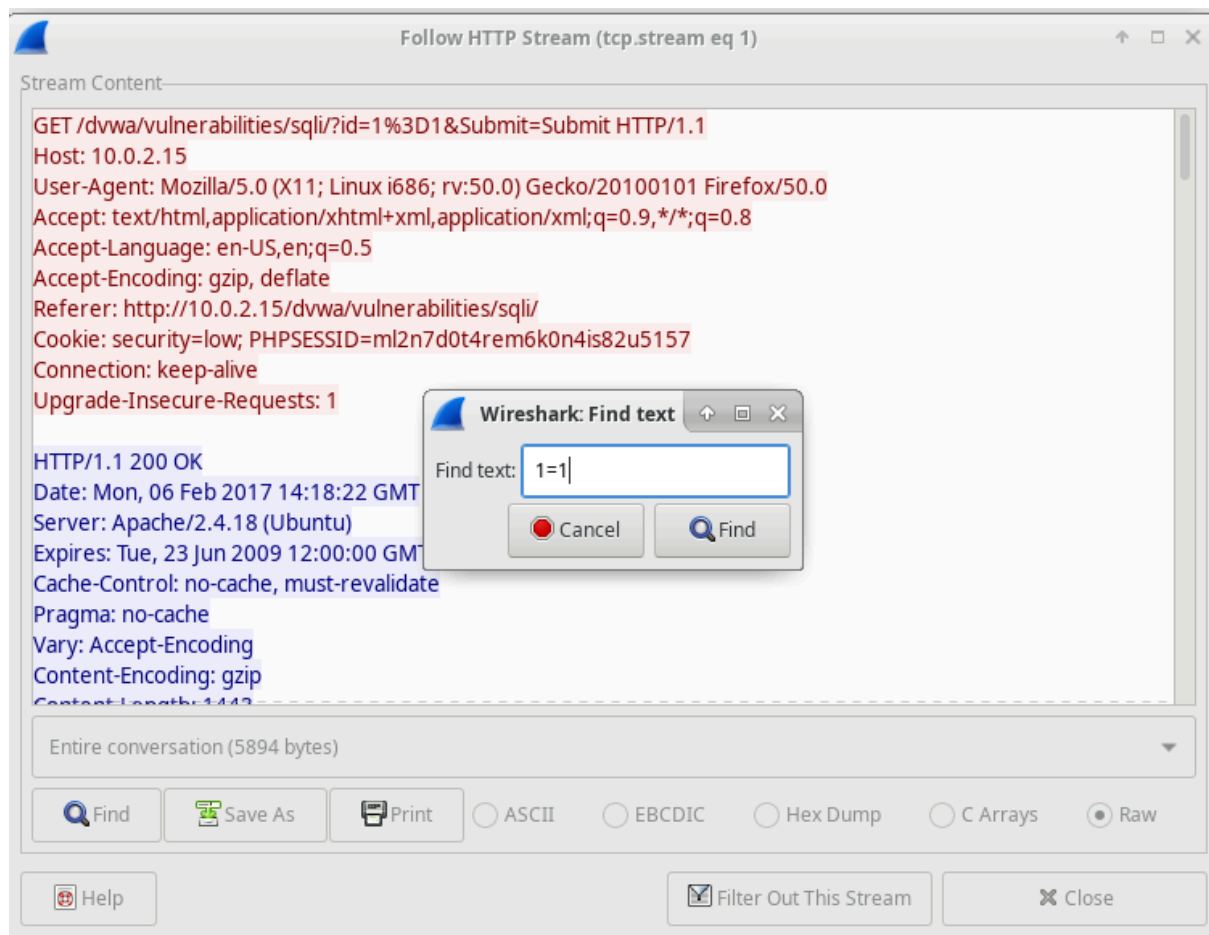 Follow HTTP Stream (tcp.stream eq 1)
Stream Content
GET /dvwa/vulnerabilities/sqli/?id=1%3D1&Submit=Submit HTTP/1.1
Host: 10.0.2.15
User-Agent: Mozilla/5.0 (X11; Linux i686; rv:50.0) Gecko/20100101 Firefox/50.0
Accept: text/html,application/xhtml+xml,application/xml;q=0.9,*/*;q=0.8
Accept-Language: en-US,en;q=0.5
Accept-Encoding: gzip, deflate
Referer: http://10.0.2.15/dvwa/vulnerabilities/sqli/
Cookie: security=low; PHPSESSID=ml2n7d0t4rem6k0n4is82u5157
Connection: keep-alive
Upgrade-Insecure-Requests: 1
Wireshark: Find text
Find text: 1=1
Cancel Find
HTTP/1.1 200 OK
Date: Mon, 06 Feb 2017 14:18:22 GMT
Server: Apache/2.4.18 (Ubuntu)
Expires: Tue, 23 Jun 2009 12:00:00 GMT
Cache-Control: no-cache, must-revalidate
Pragma: no-cache
Vary: Accept-Encoding
Content-Encoding: gzip
Content-Length: 1443
Entire conversation (5894 bytes)
Find Save As Print ASCII EBCDIC Hex Dump C Arrays Raw
Help Filter Out This Stream Close